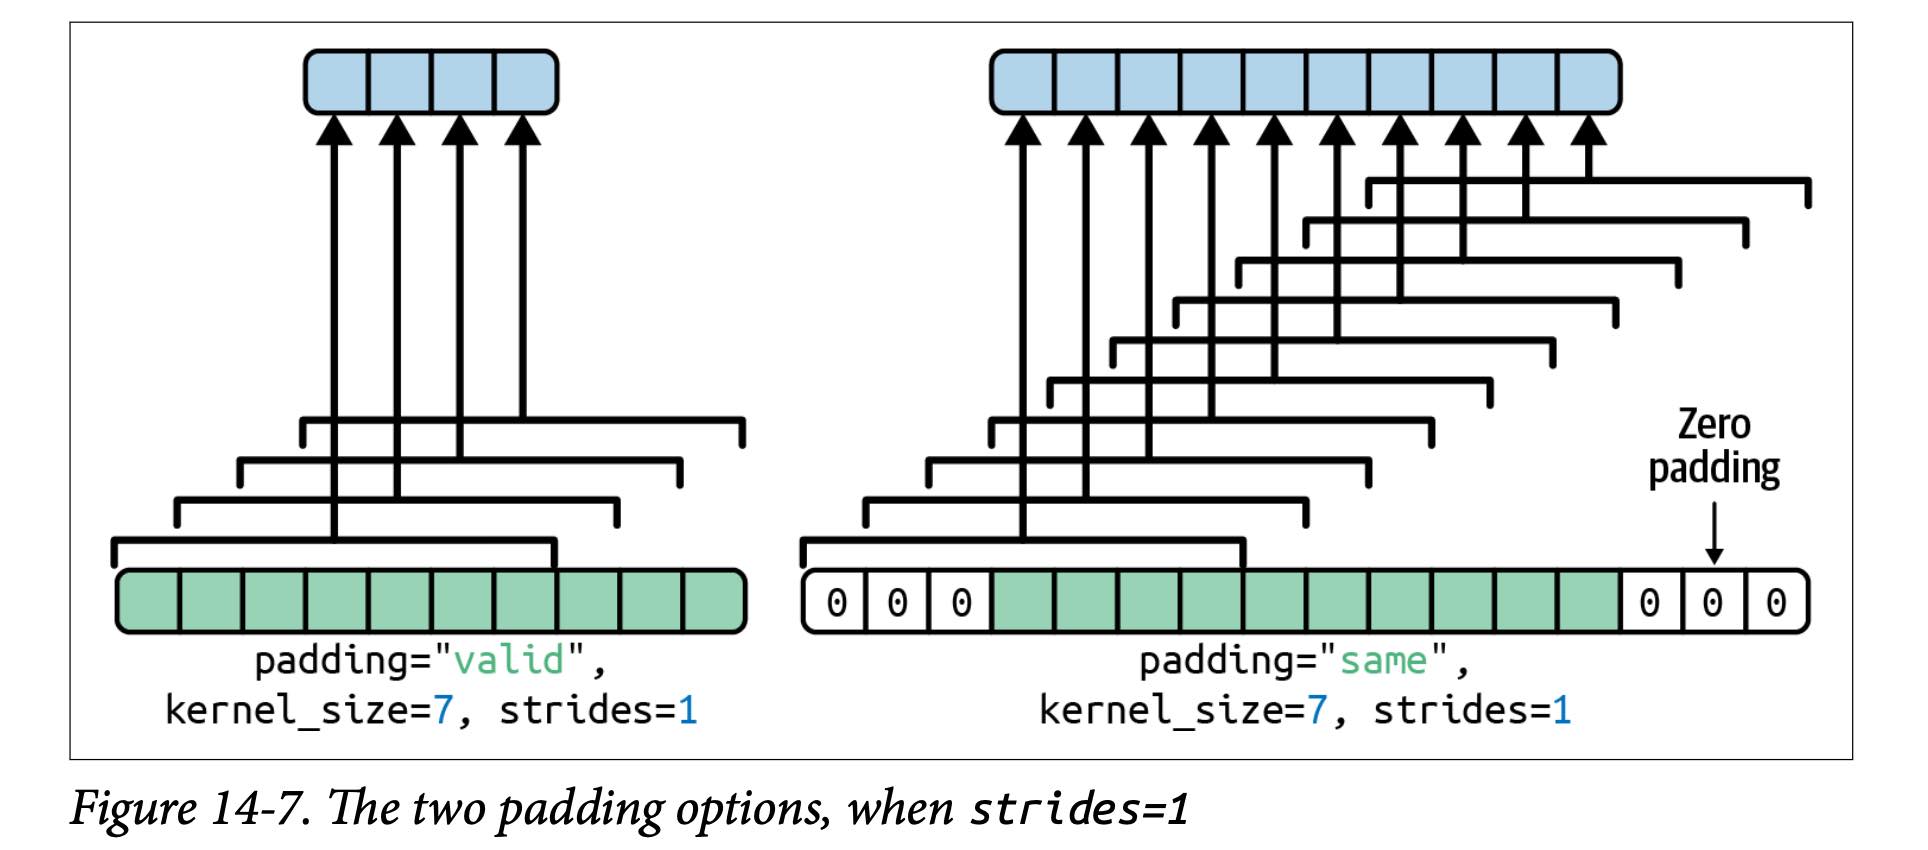 Zero
padding
0 0 0 0 0 0
padding="valid",
kernel_size=7, strides=1
padding="same",
kernel_size=7, strides=1
Figure 14-7. The two padding options, when strides=1